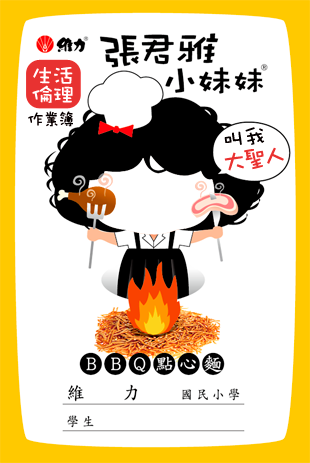 維力®
張君雅
小妹妹®
生活
倫理
作業簿
叫我
大聖人
BBQ點心麵
維 力 國民小學
學生